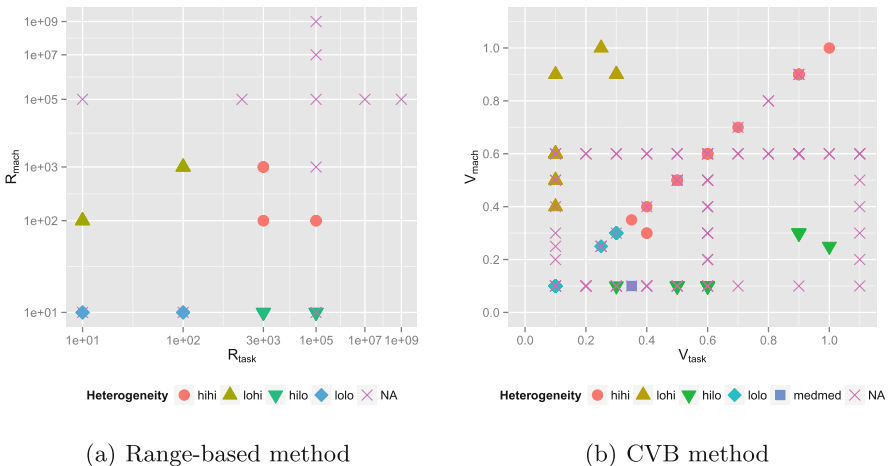 1e+09
1e+07
1e+05
1e+03
1e+02
1e+01
R_mach
1e+01 1e+02 3e+03 1e+05 1e+07 1e+09
R_task
Heterogeneity hihi lohi hilo lolo NA
(a) Range-based method
1.0
0.8
0.6
0.4
0.2
0.0
V_mach
0.0 0.2 0.4 0.6 0.8 1.0
V_task
Heterogeneity hihi lohi hilo lolo medmed NA
(b) CVB method